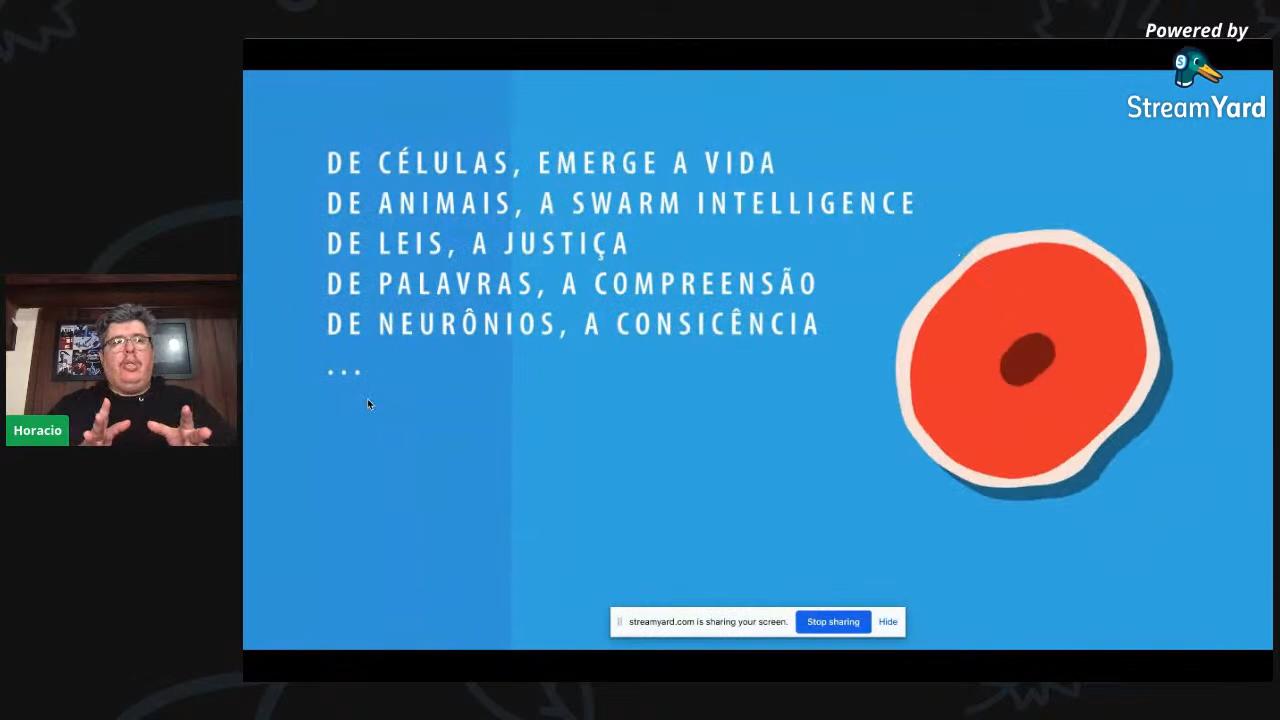 Powered by
StreamYard
DE CÉLULAS, EMERGE A VIDA
DE ANIMAIS, A SWARM INTELLIGENCE
DE LEIS, A JUSTIÇA
DE PALAVRAS, A COMPREENSÃO
DE NEURÔNIOS, A CONSICÊNCIA
...
Horacio
streamyard.com is sharing your screen.
Stop sharing
Hide